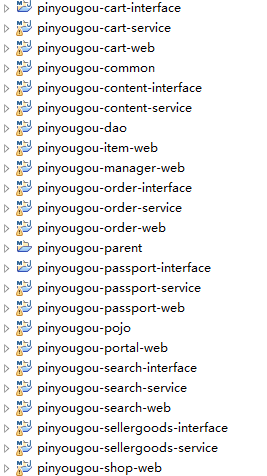 pinyougou-cart-interface
pinyougou-cart-service
pinyougou-cart-web
pinyougou-common
pinyougou-content-interface
pinyougou-content-service
pinyougou-dao
pinyougou-item-web
pinyougou-manager-web
pinyougou-order-interface
pinyougou-order-service
pinyougou-order-web
pinyougou-parent
pinyougou-passport-interface
pinyougou-passport-service
pinyougou-passport-web
pinyougou-pojo
pinyougou-portal-web
pinyougou-search-interface
pinyougou-search-service
pinyougou-search-web
pinyougou-sellergoods-interface
pinyougou-sellergoods-service
pinyougou-shop-web